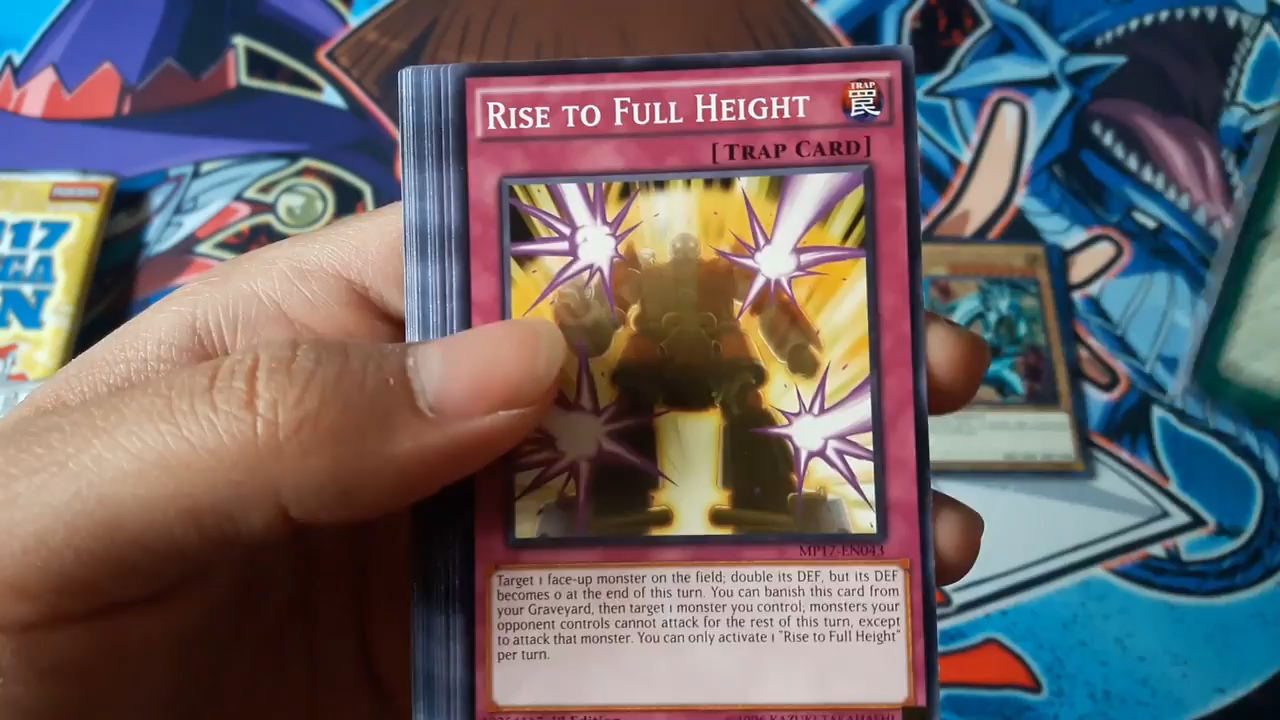 RISE TO FULL HEIGHT
TRAP
罠
[TRAP CARD]
17
GA
N
MP17-EN043
Target 1 face-up monster on the field; double its DEF, but its DEF
becomes 0 at the end of this turn. You can banish this card from
your Graveyard, then target 1 monster you control; monsters your
opponent controls cannot attack for the rest of this turn, except
to attack that monster. You can only activate 1 "Rise to Full Height"
per turn.